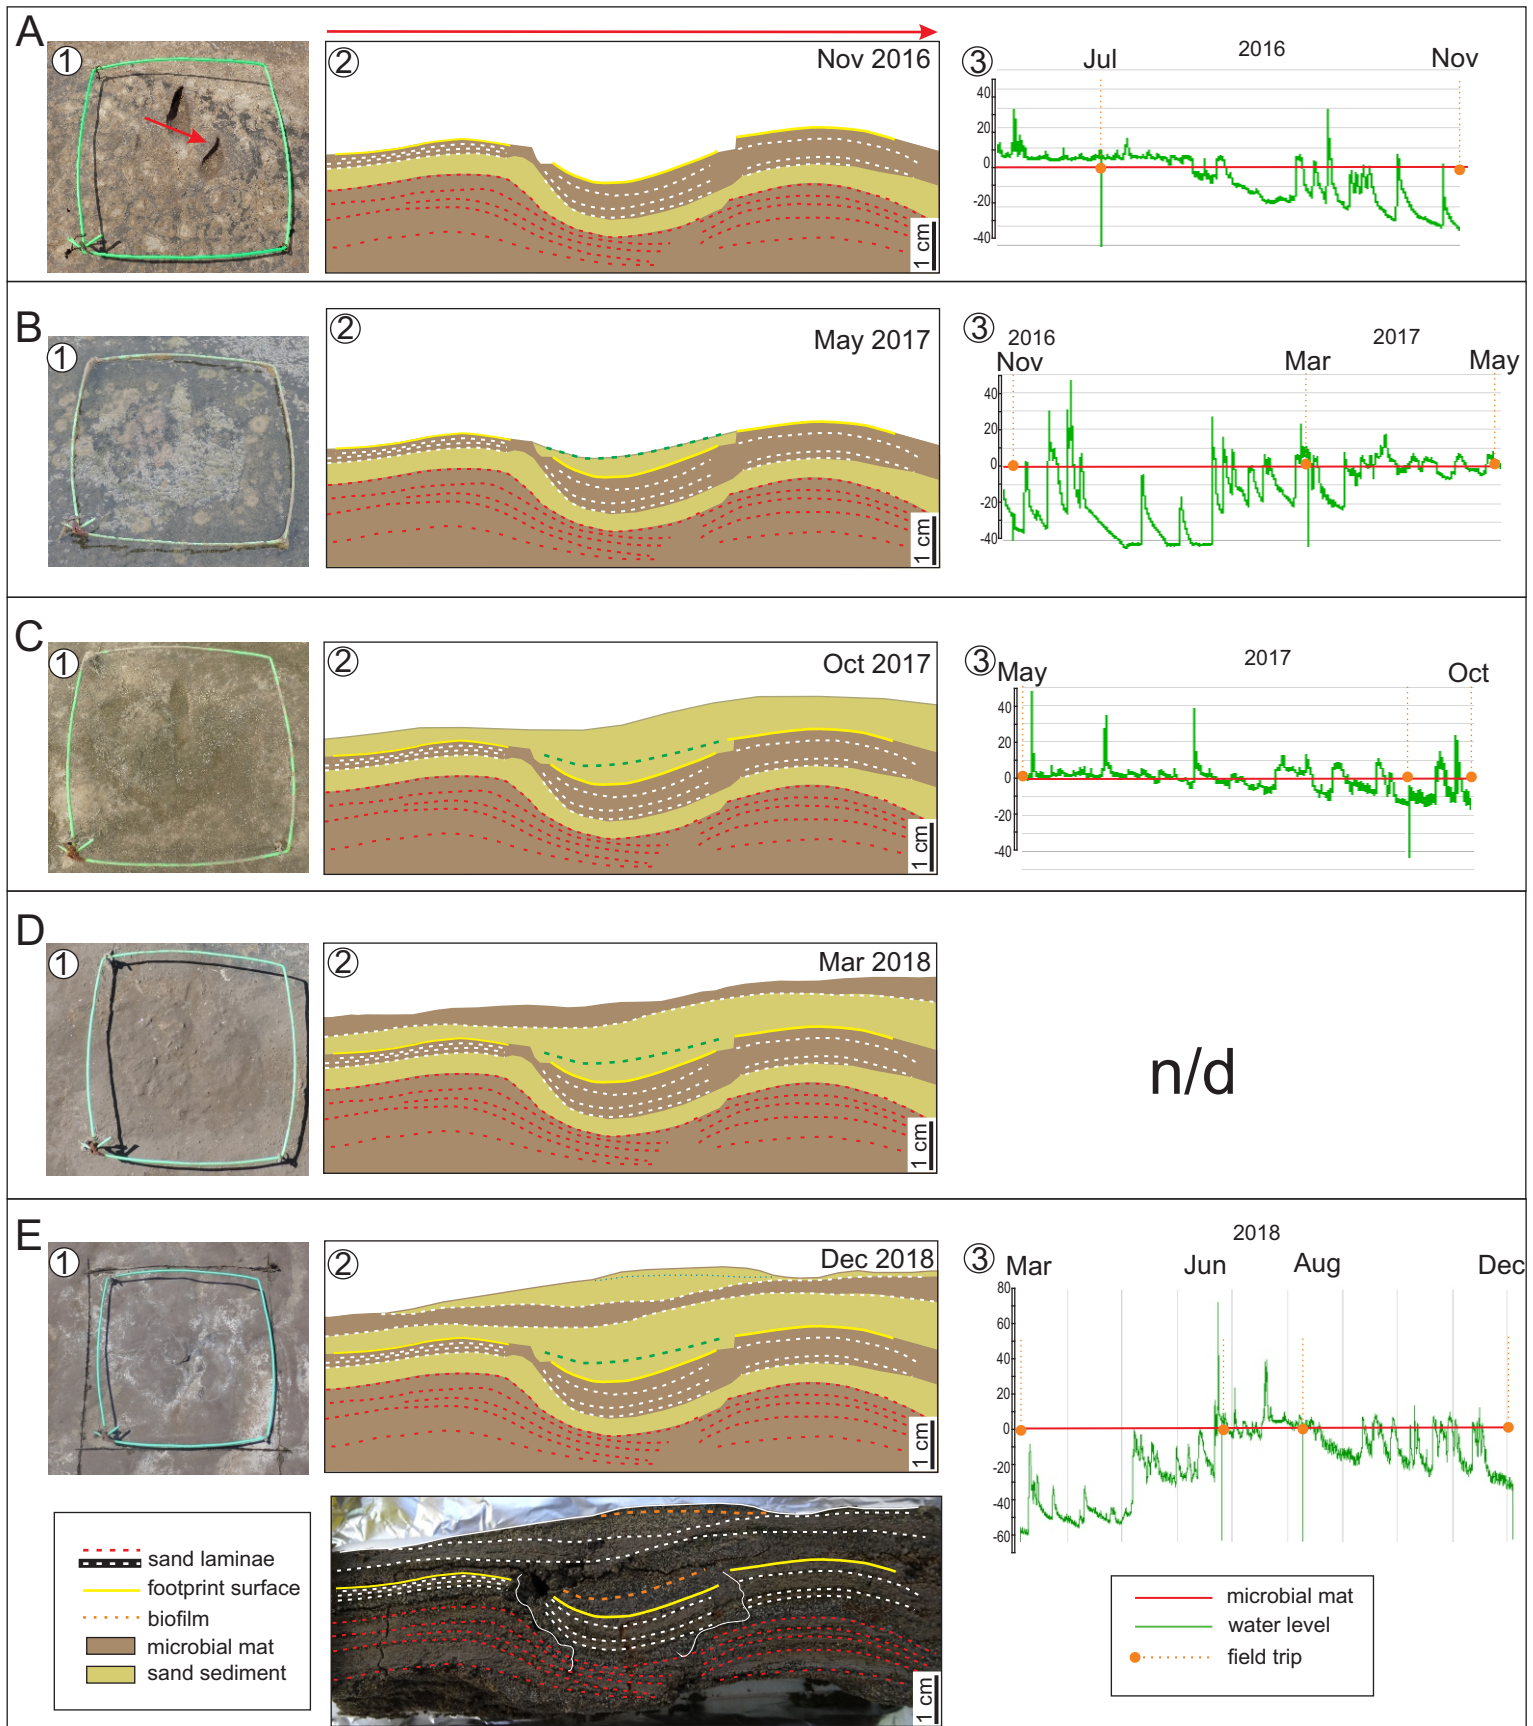 A
1
2
Nov 2016
1 cm
3
2016
Jul
Nov
40
20
0
-20
-40
B
1
2
May 2017
1 cm
3
2016
2017
Nov
Mar
May
40
20
0
-20
-40
C
1
2
Oct 2017
1 cm
3
May
2017
Oct
40
20
0
-20
-40
D
1
2
Mar 2018
1 cm
n/d
E
1
2
Dec 2018
1 cm
3
2018
Mar
Jun
Aug
Dec
80
60
40
20
0
-20
-40
-60
sand laminae
footprint surface
biofilm
microbial mat
sand sediment
1 cm
microbial mat
water level
field trip